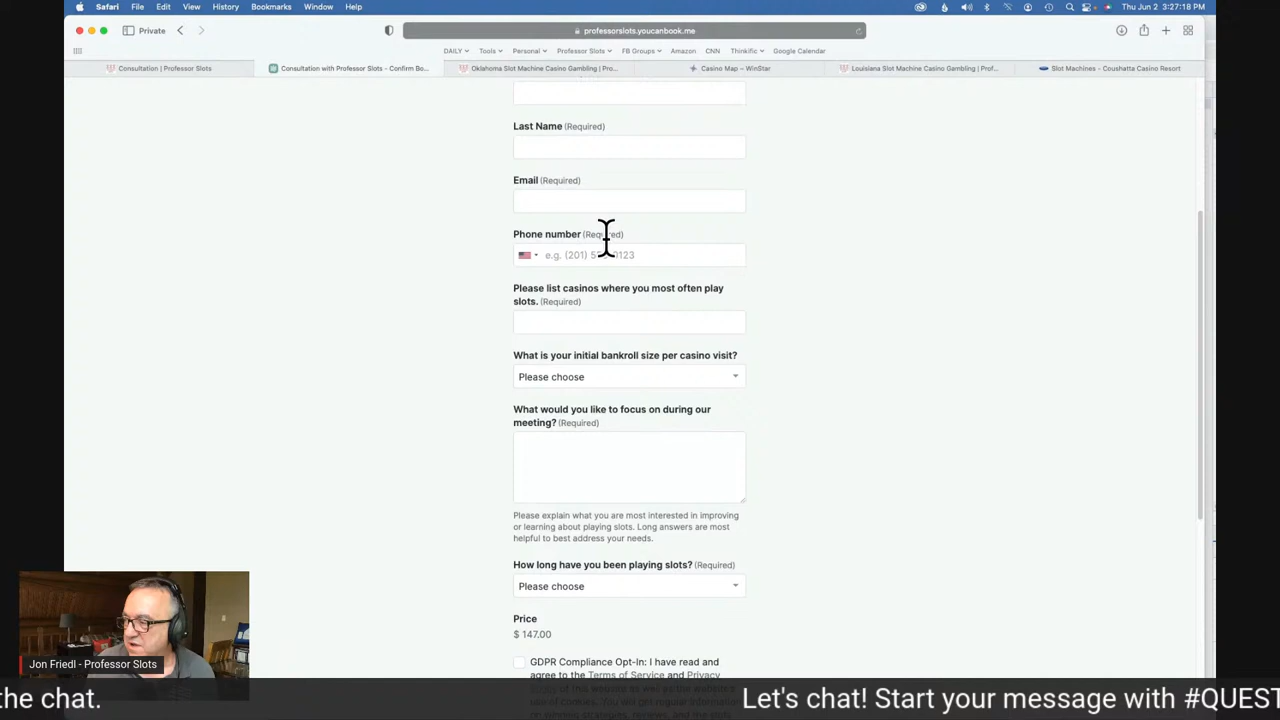 Safari File Edit View History Bookmarks Window Help Thu Jun 2 3:27:18 PM
Private professorslots.youcanbook.me
DAILY Tools Personal Professor Slots FB Groups Amazon CNN Thinkific Google Calendar
Consultation | Professor Slots Consultation with Professor Slots - Confirm Bo... Oklahoma Slot Machine Casino Gambling | Pro... Casino Map – WinStar Louisiana Slot Machine Casino Gambling | Prof... Slot Machines - Coushatta Casino Resort
Last Name (Required)
Email (Required)
Phone number (Required)
e.g. (201) 0123
Please list casinos where you most often play
slots. (Required)
What is your initial bankroll size per casino visit?
Please choose
What would you like to focus on during our
meeting? (Required)
Please explain what you are most interested in improving
or learning about playing slots. Long answers are most
helpful to best address your needs.
How long have you been playing slots? (Required)
Please choose
Price
$ 147.00
GDPR Compliance Opt-In: I have read and
agree to the Terms of Service and Privacy
Jon Friedl - Professor Slots
the chat. Let's chat! Start your message with #QUEST